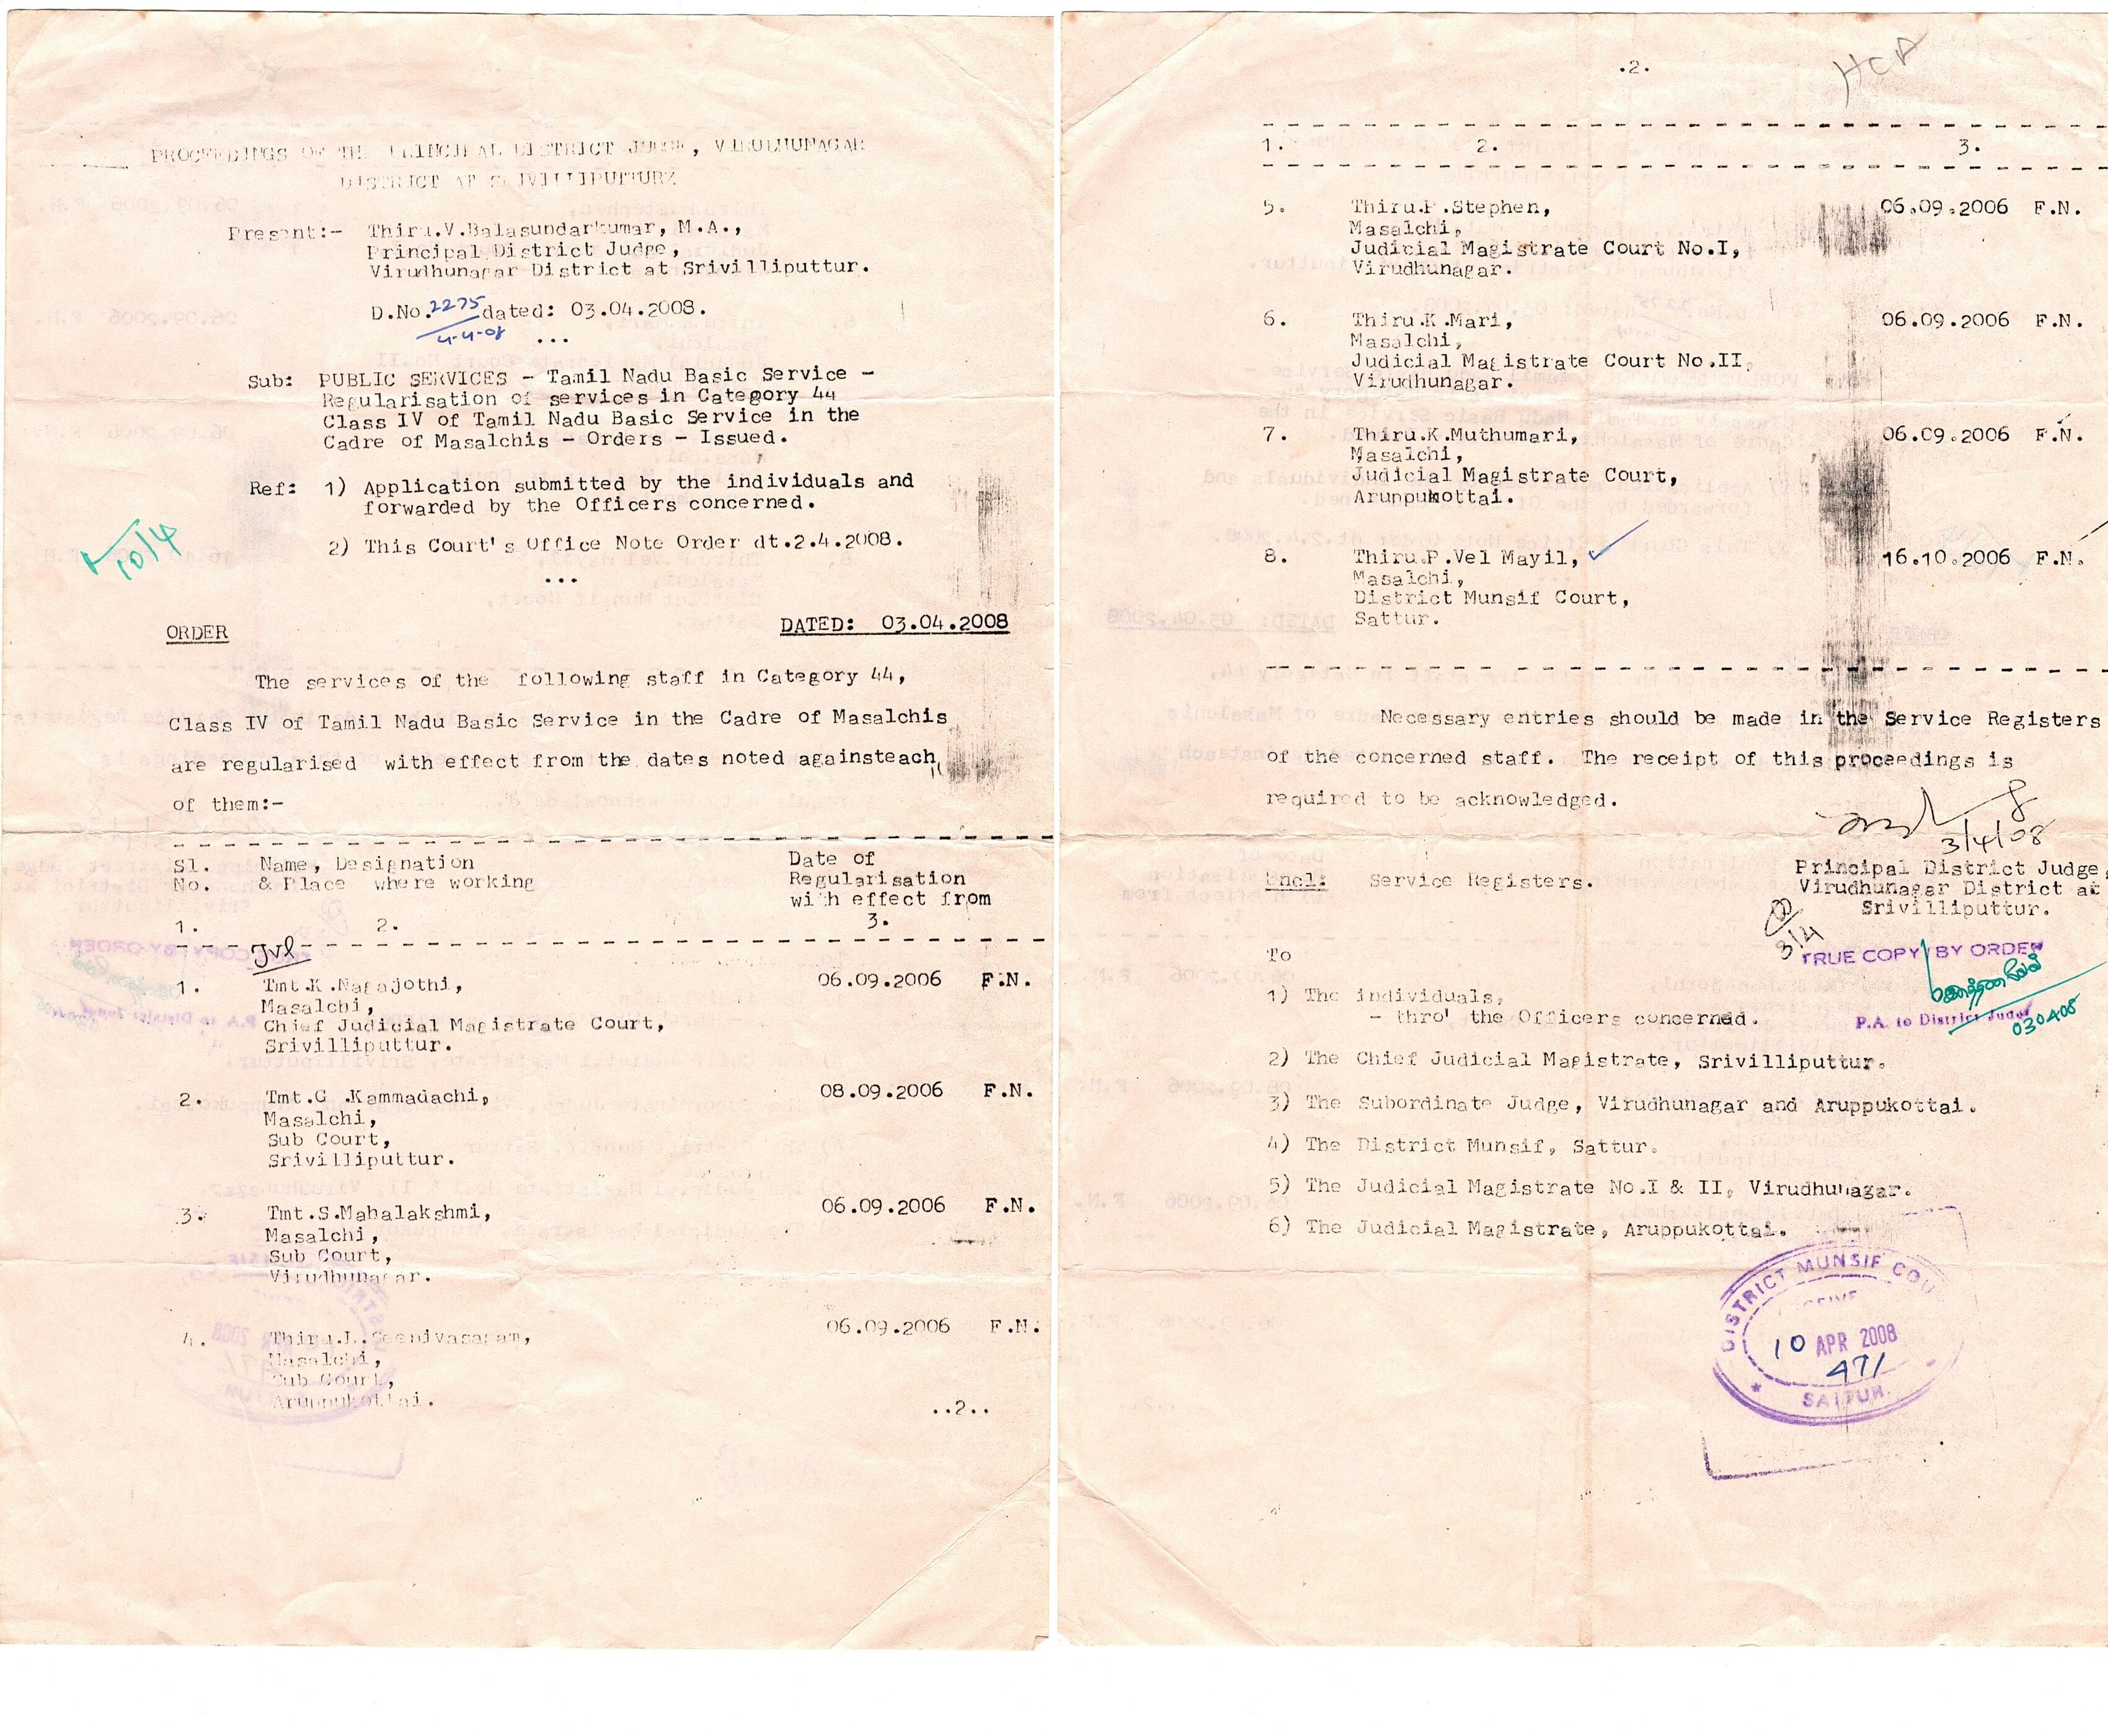 PROCEEDINGS OF THE PRINCIPAL DISTRICT JUDGE, VIRUDHUNAGAR
DISTRICT AT SRIVILLIPUTTUR
Present:- Thiru.V.Balasundarkumar, M.A.,
Principal District Judge,
Virudhunagar District at Srivilliputtur.
D.No.2275 dated: 03.04.2008.
4-4-08
...
Sub: PUBLIC SERVICES - Tamil Nadu Basic Service -
Regularisation of services in Category 44
Class IV of Tamil Nadu Basic Service in the
Cadre of Masalchis - Orders - Issued.
Ref: 1) Application submitted by the individuals and
forwarded by the Officers concerned.
10/4
2) This Court's Office Note Order dt.2.4.2008.
...
ORDER DATED: 03.04.2008
The services of the following staff in Category 44,
Class IV of Tamil Nadu Basic Service in the Cadre of Masalchis
are regularised with effect from the dates noted againsteach
of them:-
Sl. Name, Designation Date of
No. & Place where working Regularisation
with effect from
1. 2. 3.
Jvl
1. Tmt.K.Nagajothi, 06.09.2006 F.N.
Masalchi,
Chief Judicial Magistrate Court,
Srivilliputtur.
2. Tmt.G.Kammadachi, 08.09.2006 F.N.
Masalchi,
Sub Court,
Srivilliputtur.
3. Tmt.S.Mahalakshmi, 06.09.2006 F.N.
Masalchi,
Sub Court,
Virudhunagar.
4. Thiru.L.Seenivasagam, 06.09.2006 F.N.
Masalchi,
Sub Court,
Aruppukottai.
..2..
.2.
HCA
1. 2. 3.
5. Thiru.P.Stephen, 06.09.2006 F.N.
Masalchi,
Judicial Magistrate Court No.I,
Virudhunagar.
6. Thiru.K.Mari, 06.09.2006 F.N.
Masalchi,
Judicial Magistrate Court No.II,
Virudhunagar.
7. Thiru.K.Muthumari, 06.09.2006 F.N.
Masalchi,
Judicial Magistrate Court,
Aruppukottai.
8. Thiru.P.Vel Mayil, 16.10.2006 F.N.
Masalchi,
District Munsif Court,
Sattur.
Necessary entries should be made in the Service Registers
of the concerned staff. The receipt of this proceedings is
required to be acknowledged.
3/4/08
Principal District Judge,
Encl: Service Registers. Virudhunagar District at
Srivilliputtur.
3/4
TRUE COPY/BY ORDER
P.A. to District Judge
030408
To
1) The individuals,
- thro' the Officers concerned.
2) The Chief Judicial Magistrate, Srivilliputtur.
3) The Subordinate Judge, Virudhunagar and Aruppukottai.
4) The District Munsif, Sattur.
5) The Judicial Magistrate No.I & II, Virudhunagar.
6) The Judicial Magistrate, Aruppukottai.
DISTRICT MUNSIF COU
10 APR 2008
471
SATTUR